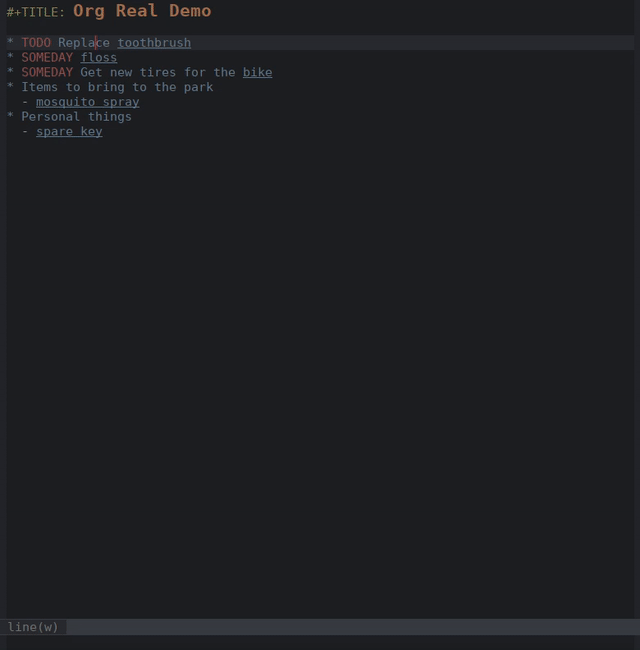 #+TITLE: Org Real Demo
* TODO Replace toothbrush
* SOMEDAY floss
* SOMEDAY Get new tires for the bike
* Items to bring to the park
- mosquito spray
* Personal things
- spare key
line(w)